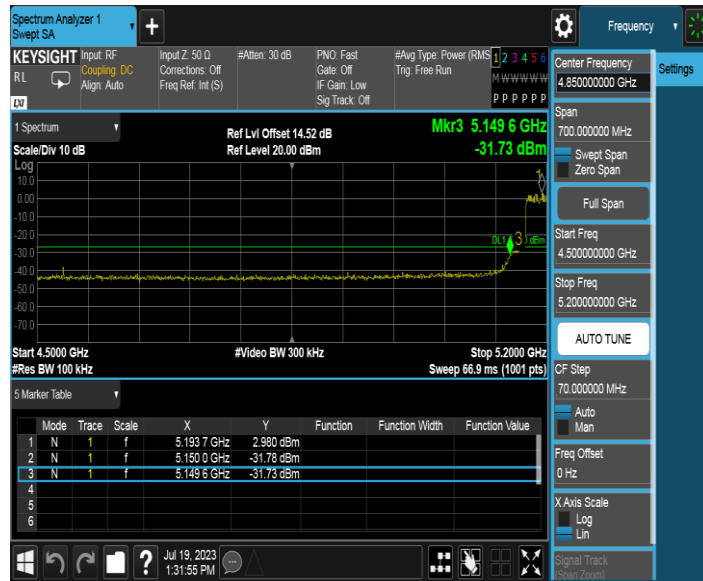 Spectrum Analyzer 1
Swept SA
+
Frequency
KEYSIGHT
Input: RF
Input Z: 50 Ω
#Atten: 30 dB
PNO: Fast
#Avg Type: Power (RMS
1 2 3 4 5 6
RL
Coupling: DC
Corrections: Off
Gate: Off
Trig: Free Run
M W W W W W
Align: Auto
Freq Ref: Int (S)
IF Gain: Low
Sig Track: Off
P P P P P P
LXI
1 Spectrum
Ref Lvl Offset 14.52 dB
Mkr3 5.149 6 GHz
Scale/Div 10 dB
Ref Level 20.00 dBm
-31.73 dBm
Log
10.0
0.00
-10.0
-20.0
-30.0
-40.0
-50.0
-60.0
-70.0
1
3
Start 4.5000 GHz
#Video BW 300 kHz
Stop 5.2000 GHz
#Res BW 100 kHz
Sweep 66.9 ms (1001 pts)
5 Marker Table
Mode Trace Scale X Y Function Function Width Function Value
1 N 1 f 5.193 7 GHz 2.980 dBm
2 N 1 f 5.150 0 GHz -31.78 dBm
3 N 1 f 5.149 6 GHz -31.73 dBm
4
5
6
?
Jul 19, 2023
1:31:55 PM
Center Frequency
4.850000000 GHz
Settings
Span
700.000000 MHz
Swept Span
Zero Span
Full Span
Start Freq
4.500000000 GHz
Stop Freq
5.200000000 GHz
AUTO TUNE
CF Step
70.000000 MHz
Auto
Man
Freq Offset
0 Hz
X Axis Scale
Log
Lin
Signal Track
(Span Zoom)